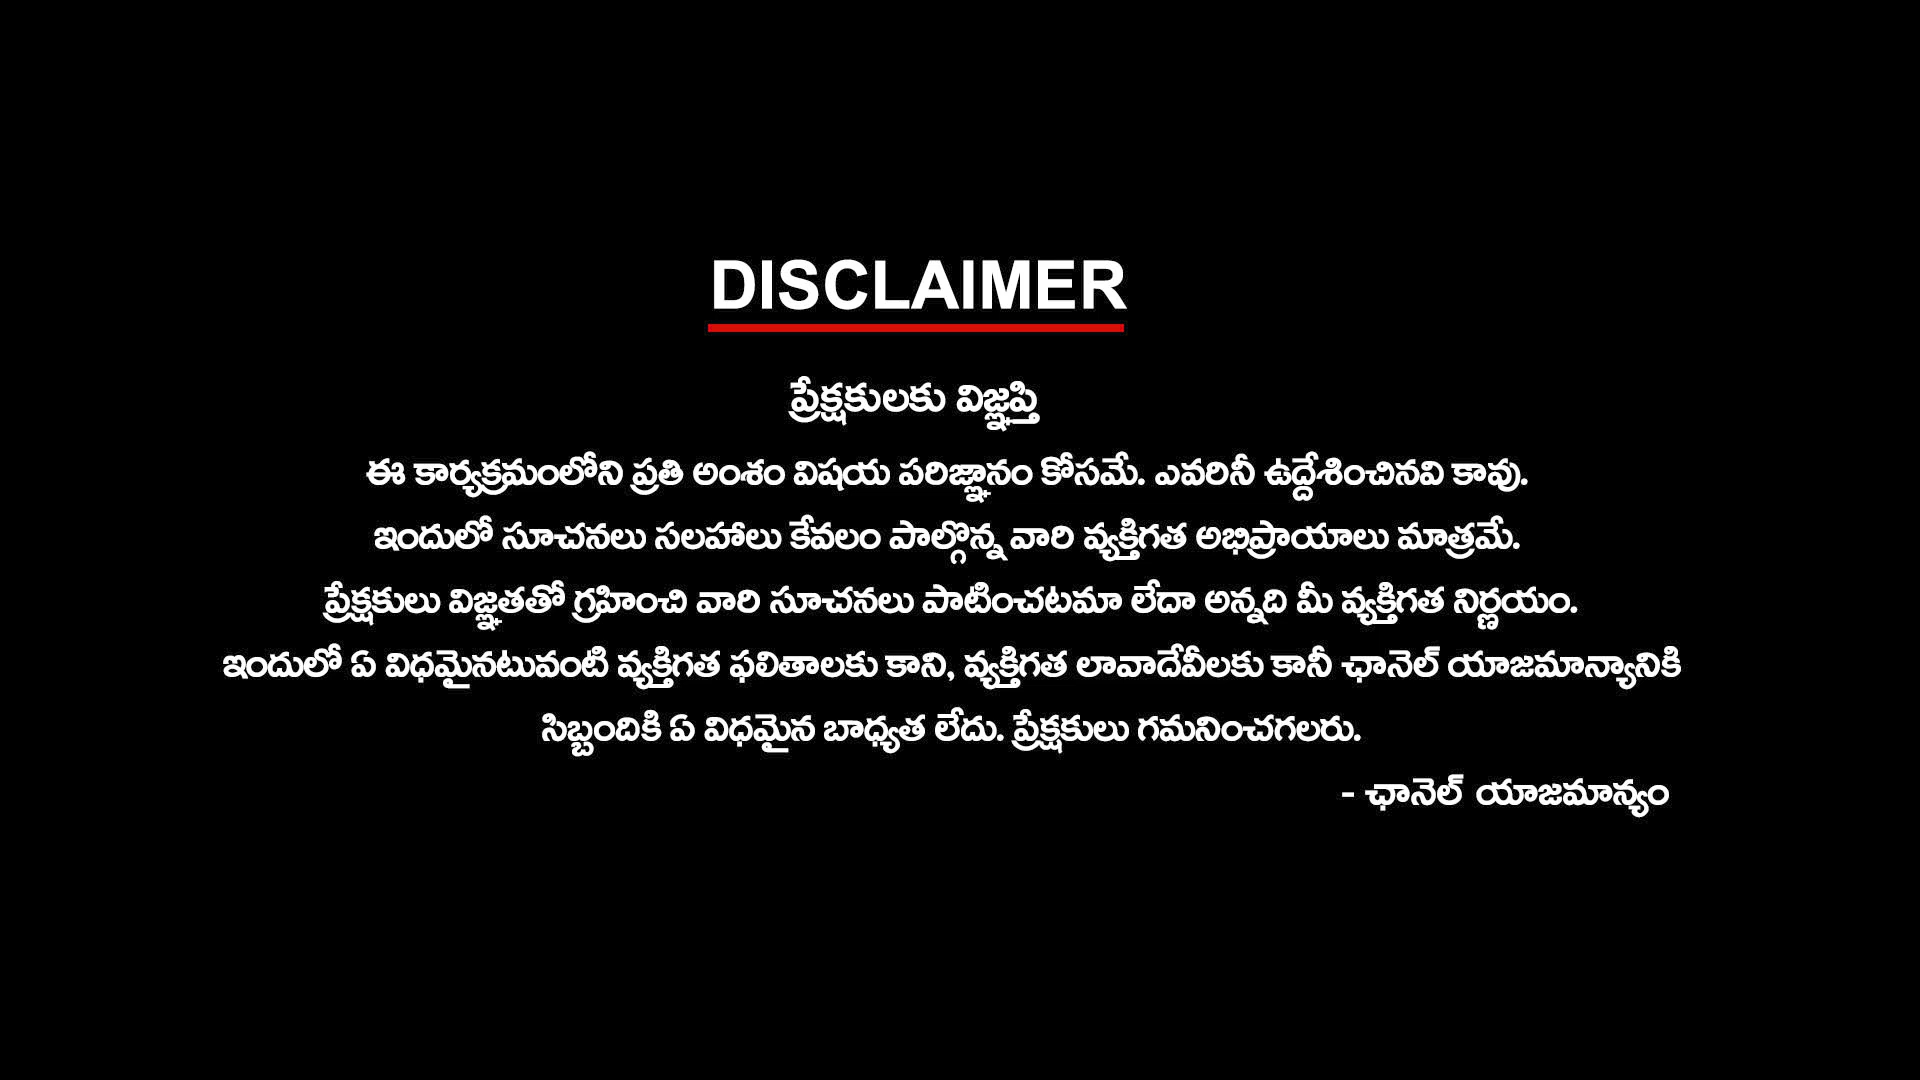 DISCLAIMER
ప్రేక్షకులకు విజ్ఞప్తి
ఈ కార్యక్రమంలోని ప్రతి అంశం విషయ పరిజ్ఞానం కోసమే. ఎవరినీ ఉద్దేశించినవి కావు.
ఇందులో సూచనలు సలహాలు కేవలం పాల్గొన్న వారి వ్యక్తిగత అభిప్రాయాలు మాత్రమే.
ప్రేక్షకులు విజ్ఞతతో గ్రహించి వారి సూచనలు పాటించటమా లేదా అన్నది మీ వ్యక్తిగత నిర్ణయం.
ఇందులో ఏ విధమైనటువంటి వ్యక్తిగత ఫలితాలకు కాని, వ్యక్తిగత లావాదేవీలకు కానీ ఛానెల్ యాజమాన్యానికి
సిబ్బందికి ఏ విధమైన బాధ్యత లేదు. ప్రేక్షకులు గమనించగలరు.
- ఛానెల్ యాజమాన్యం